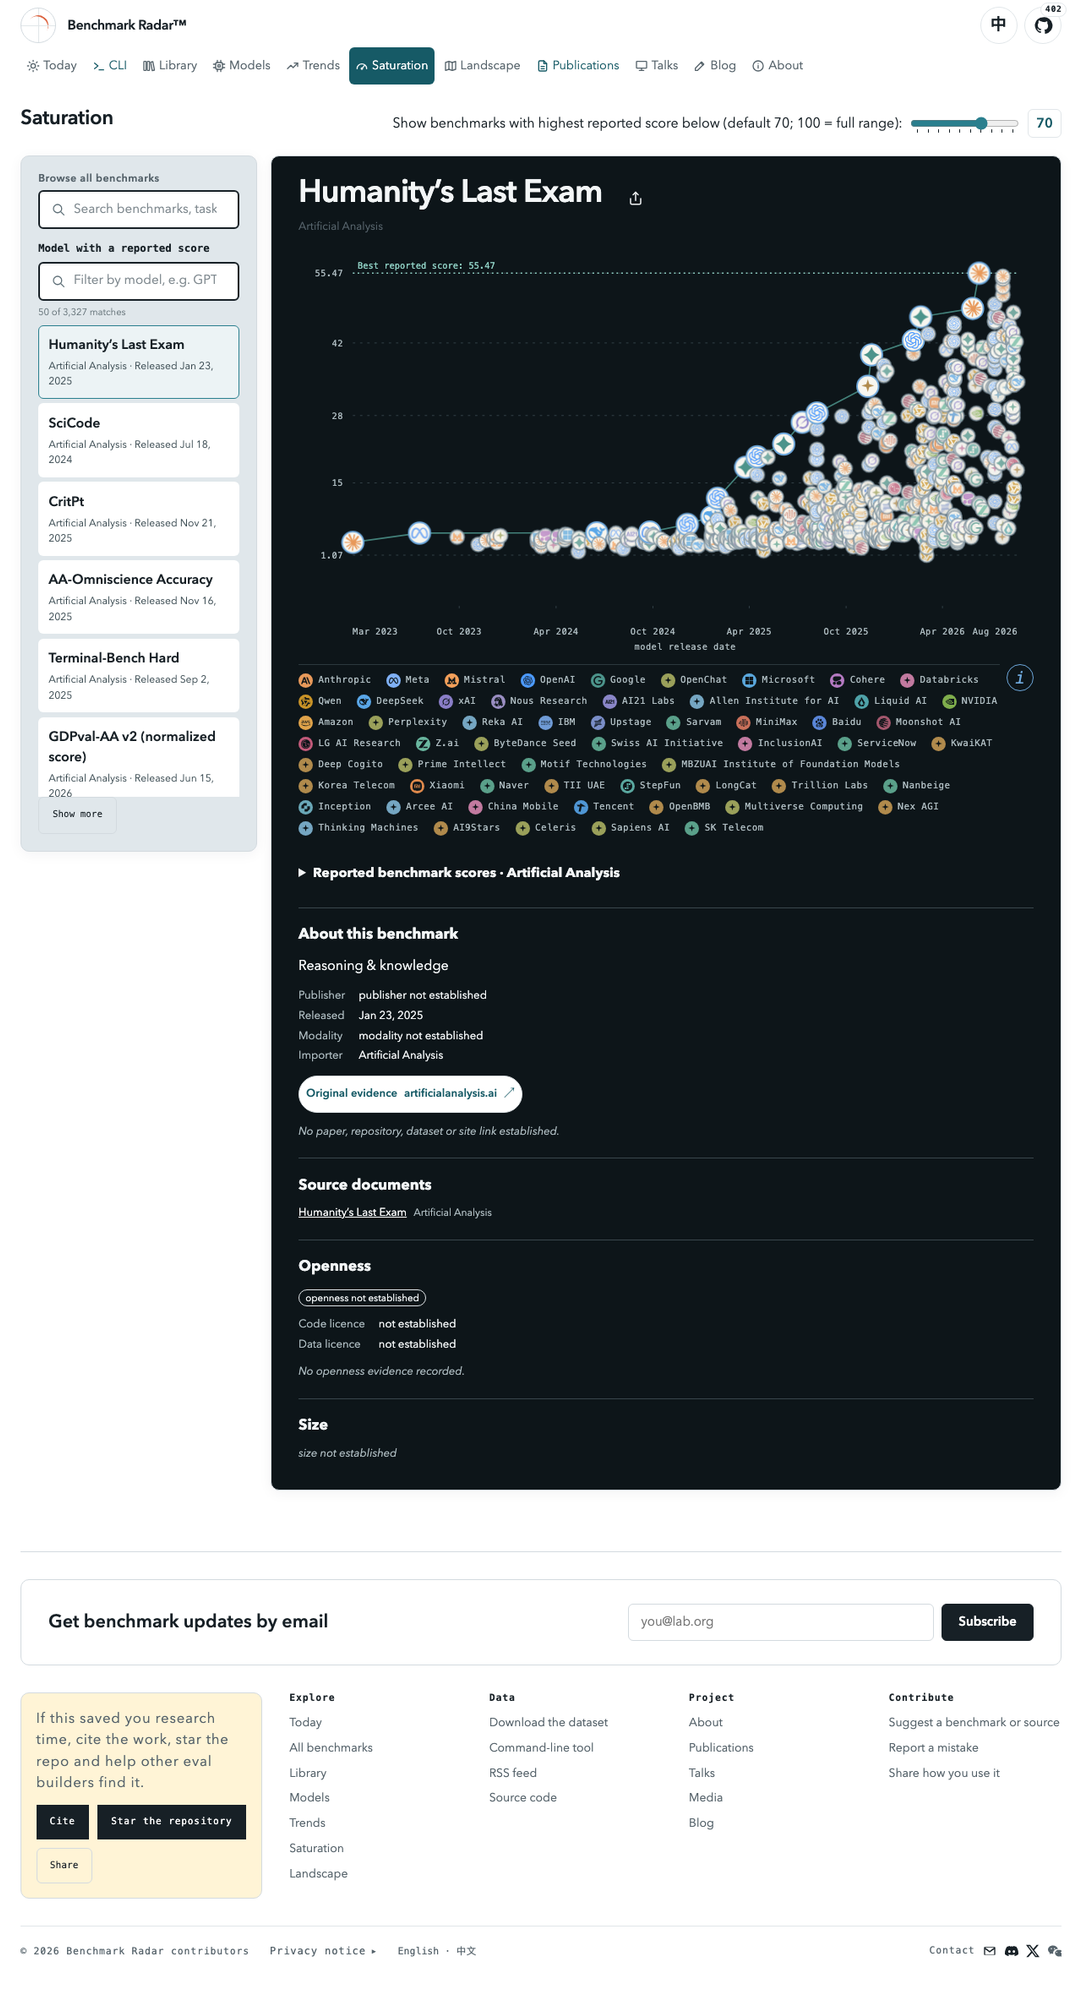 Benchmark Radar™
中
402
Today
CLI
Library
Models
Trends
Saturation
Landscape
Publications
Talks
Blog
About
Saturation
Show benchmarks with highest reported score below (default 70; 100 = full range):
70
Browse all benchmarks
Search benchmarks, task
Model with a reported score
Filter by model, e.g. GPT
50 of 3,327 matches
Humanity's Last Exam
Artificial Analysis · Released Jan 23,
2025
SciCode
Artificial Analysis · Released Jul 18,
2024
CritPt
Artificial Analysis · Released Nov 21,
2025
AA-Omniscience Accuracy
Artificial Analysis · Released Nov 16,
2025
Terminal-Bench Hard
Artificial Analysis · Released Sep 2,
2025
GDPval-AA v2 (normalized
score)
Artificial Analysis · Released Jun 15,
2026
Show more
Humanity's Last Exam
Artificial Analysis
Best reported score: 55.47
55.47
42
28
15
1.07
Mar 2023
Oct 2023
Apr 2024
Oct 2024
Apr 2025
Oct 2025
Apr 2026
Aug 2026
model release date
i
Anthropic Meta Mistral OpenAI Google OpenChat Microsoft Cohere Databricks
Qwen DeepSeek xAI Nous Research AI21 Labs Allen Institute for AI Liquid AI NVIDIA
Amazon Perplexity Reka AI IBM Upstage Sarvam MiniMax Baidu Moonshot AI
LG AI Research Z.ai ByteDance Seed Swiss AI Initiative InclusionAI ServiceNow KwaiKAT
Deep Cogito Prime Intellect Motif Technologies MBZUAI Institute of Foundation Models
Korea Telecom Xiaomi Naver TII UAE StepFun LongCat Trillion Labs Nanbeige
Inception Arcee AI China Mobile Tencent OpenBMB Multiverse Computing Nex AGI
Thinking Machines AI9Stars Celeris Sapiens AI SK Telecom
Reported benchmark scores · Artificial Analysis
About this benchmark
Reasoning & knowledge
Publisher publisher not established
Released Jan 23, 2025
Modality modality not established
Importer Artificial Analysis
Original evidence artificialanalysis.ai ↗
No paper, repository, dataset or site link established.
Source documents
Humanity's Last Exam Artificial Analysis
Openness
openness not established
Code licence not established
Data licence not established
No openness evidence recorded.
Size
size not established
Get benchmark updates by email
you@lab.org
Subscribe
If this saved you research
time, cite the work, star the
repo and help other eval
builders find it.
Cite
Star the repository
Share
Explore
Today
All benchmarks
Library
Models
Trends
Saturation
Landscape
Data
Download the dataset
Command-line tool
RSS feed
Source code
Project
About
Publications
Talks
Media
Blog
Contribute
Suggest a benchmark or source
Report a mistake
Share how you use it
© 2026 Benchmark Radar contributors
Privacy notice ▸
English · 中文
Contact